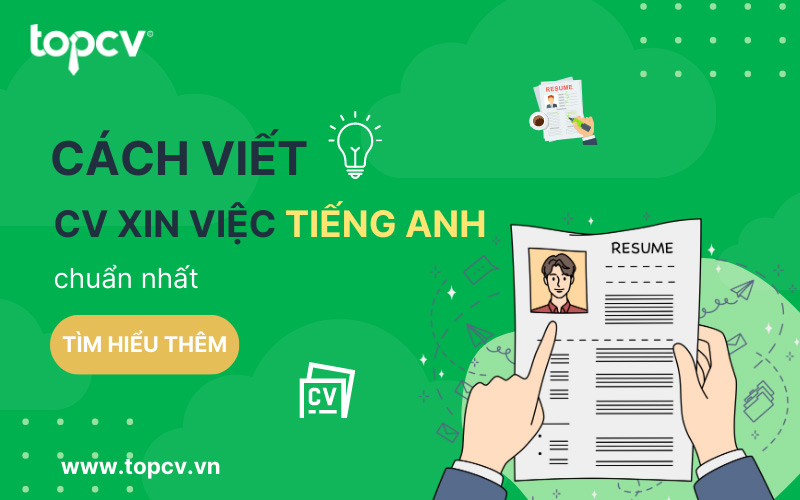 topcv©
RESUME
CÁCH VIẾT
CV XIN VIỆC TIẾNG ANH
chuẩn nhất
RESUME
TÌM HIỂU THÊM
CV
www.topcv.vn